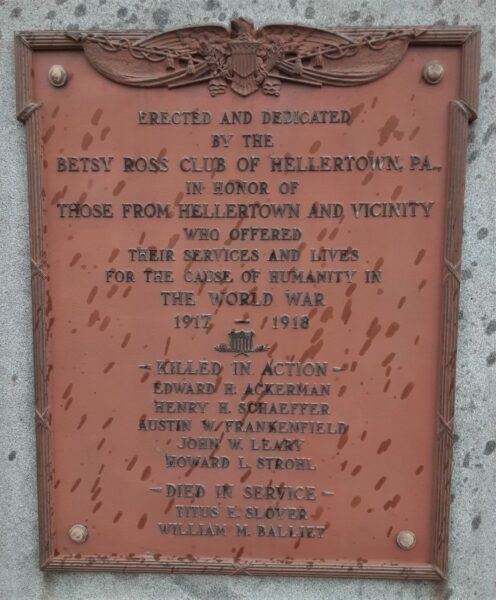 ERECTED AND DEDICATED
BY THE
BETSY ROSS CLUB OF HELLERTOWN, PA.,
IN HONOR OF
THOSE FROM HELLERTOWN AND VICINITY
WHO OFFERED
THEIR SERVICES AND LIVES
FOR THE CAUSE OF HUMANITY IN
THE WORLD WAR
1917 – 1918
– KILLED IN ACTION –
EDWARD H. ACKERMAN
HENRY H. SCHAEFFER
AUSTIN W. FRANKENFIELD
JOHN W. LEARY
HOWARD L. STROHL
– DIED IN SERVICE –
TITUS E. SLOVER
WILLIAM M. BALLIET